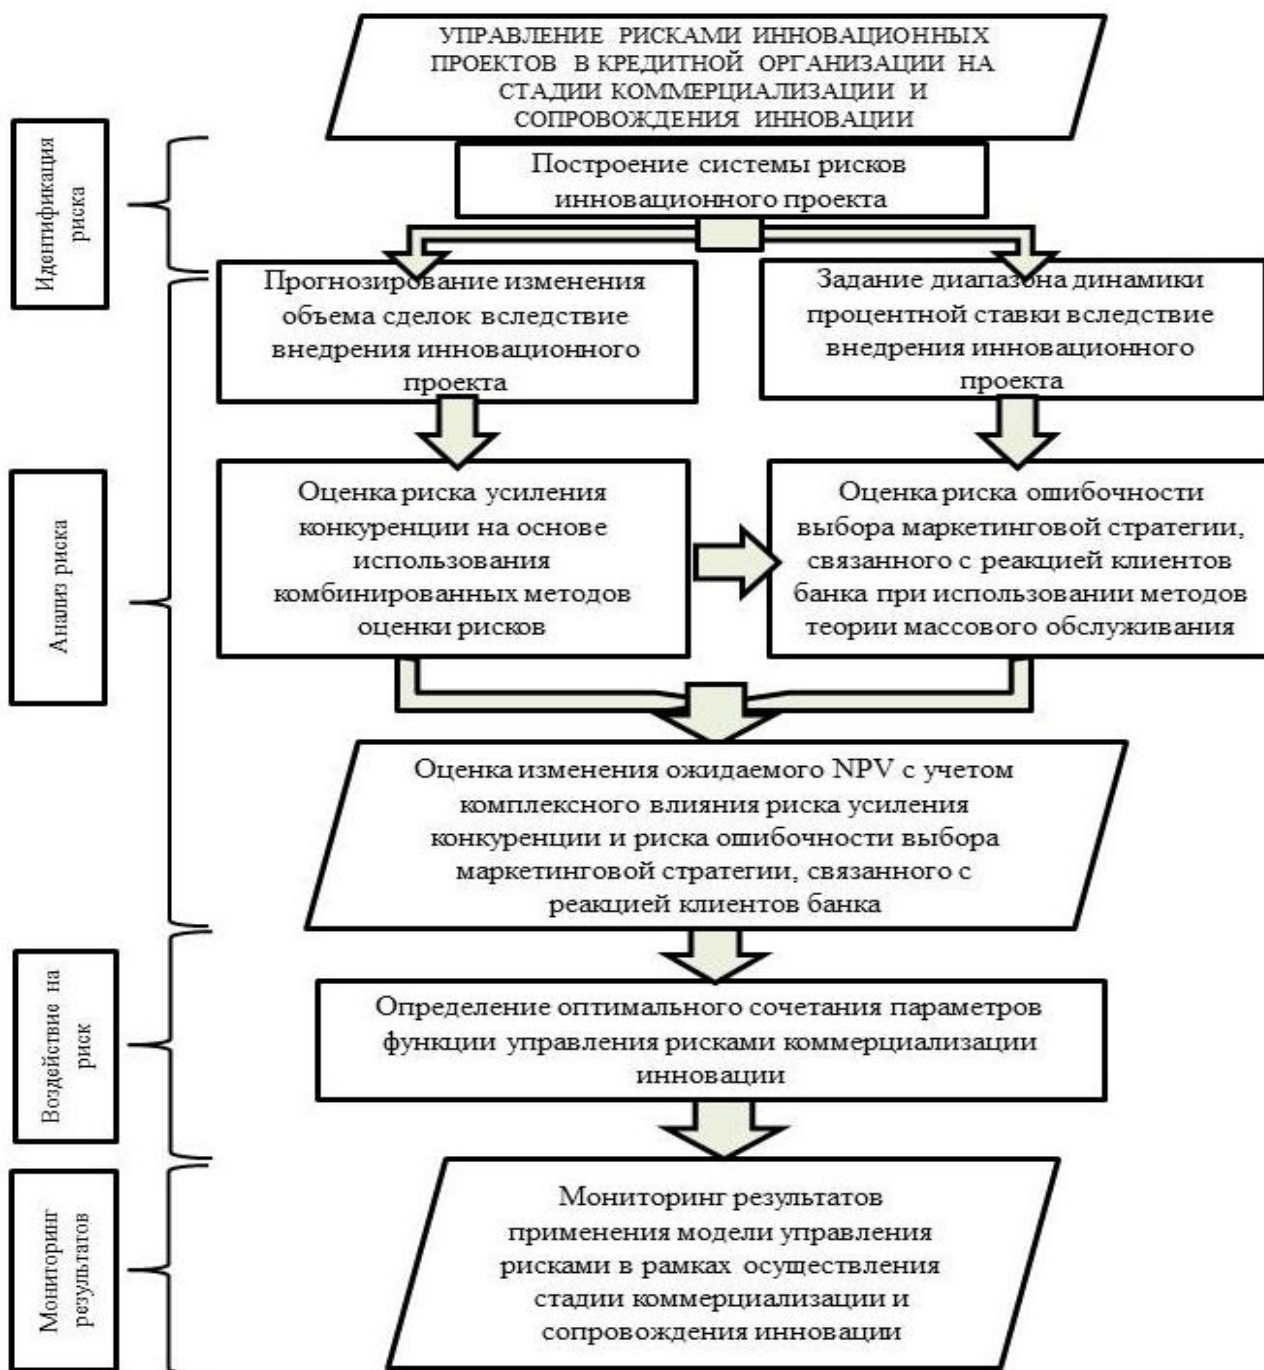 УПРАВЛЕНИЕ РИСКАМИ ИННОВАЦИОННЫХ
ПРОЕКТОВ В КРЕДИТНОЙ ОРГАНИЗАЦИИ НА
СТАДИИ КОММЕРЦИАЛИЗАЦИИ И
СОПРОВОЖДЕНИЯ ИННОВАЦИИ
Идентификация
риска
Построение системы рисков
инновационного проекта
Прогнозирование изменения
объема сделок вследствие
внедрения инновационного
проекта
Задание диапазона динамики
процентной ставки вследствие
внедрения инновационного
проекта
Анализ риска
Оценка риска усиления
конкуренции на основе
использования
комбинированных методов
оценки рисков
Оценка риска ошибочности
выбора маркетинговой стратегии,
связанного с реакцией клиентов
банка при использовании методов
теории массового обслуживания
Оценка изменения ожидаемого NPV с учетом
комплексного влияния риска усиления
конкуренции и риска ошибочности выбора
маркетинговой стратегии, связанного с
реакцией клиентов банка
Воздействие на
риск
Определение оптимального сочетания параметров
функции управления рисками коммерциализации
инновации
Мониторинг
результатов
Мониторинг результатов
применения модели управления
рисками в рамках осуществления
стадии коммерциализации и
сопровождения инновации